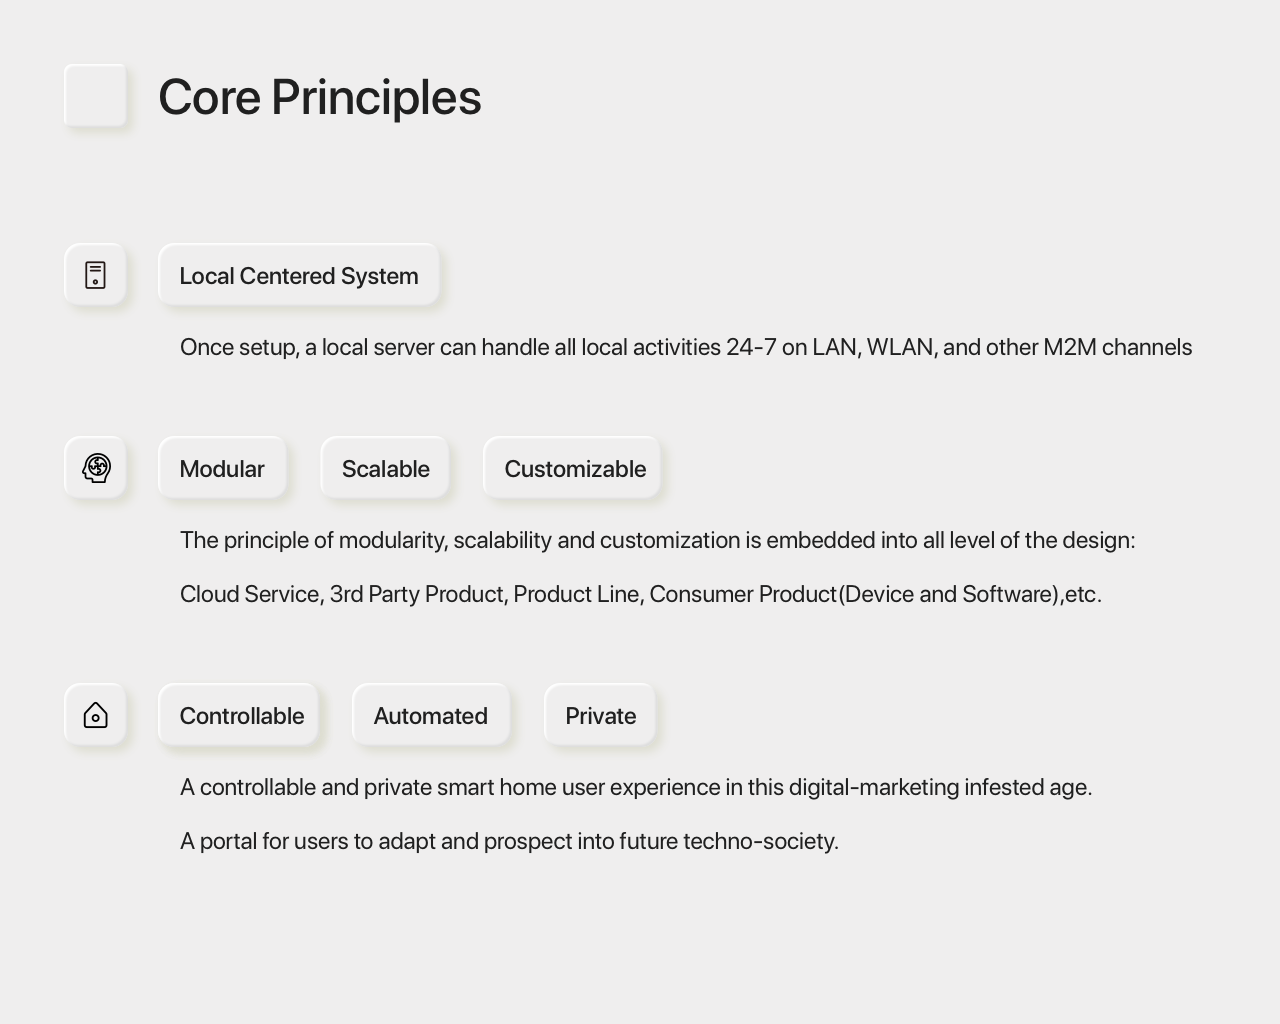 Core Principles
Local Centered System
Once setup, a local server can handle all local activities 24-7 on LAN, WLAN, and other M2M channels
Modular Scalable Customizable
The principle of modularity, scalability and customization is embedded into all level of the design:
Cloud Service, 3rd Party Product, Product Line, Consumer Product(Device and Software),etc.
Controllable Automated Private
A controllable and private smart home user experience in this digital-marketing infested age.
A portal for users to adapt and prospect into future techno-society.